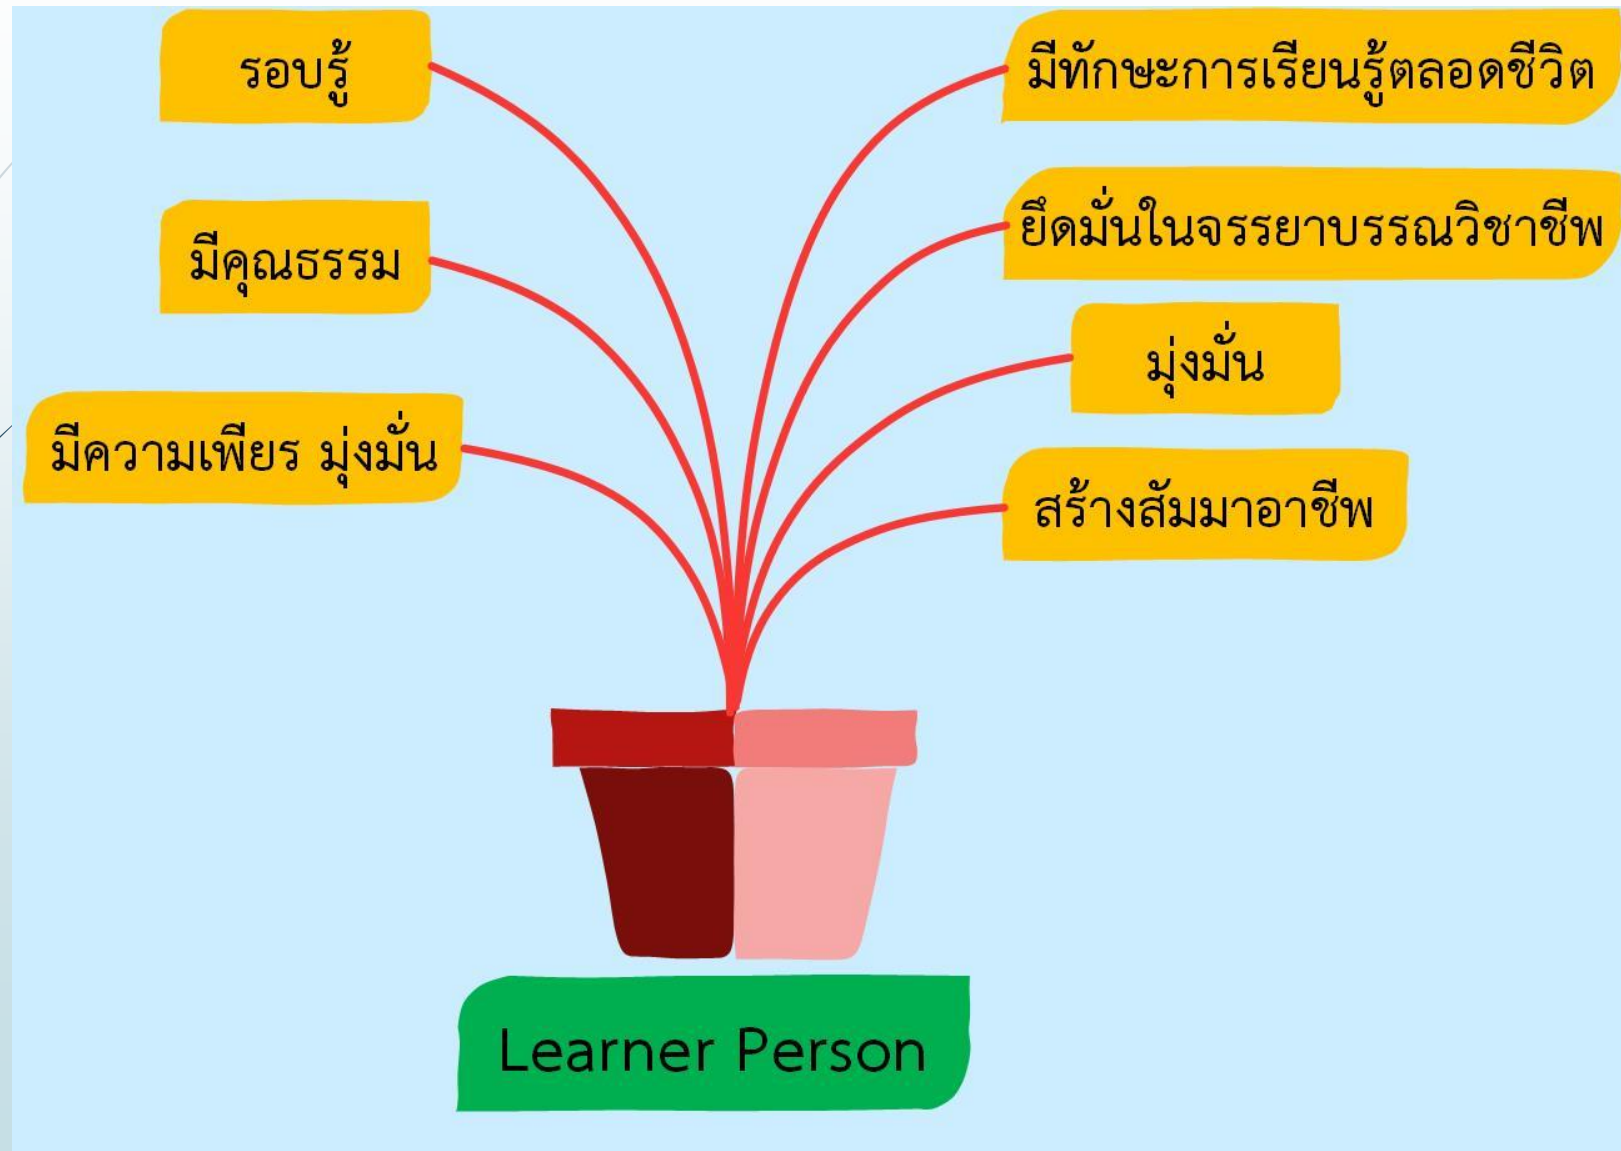 รอบรู้
มีคุณธรรม
มีความเพียร มุ่งมั่น
มีทักษะการเรียนรู้ตลอดชีวิต
ยึดมั่นในจรรยาบรรณวิชาชีพ
มุ่งมั่น
สร้างสัมมาอาชีพ
Learner Person